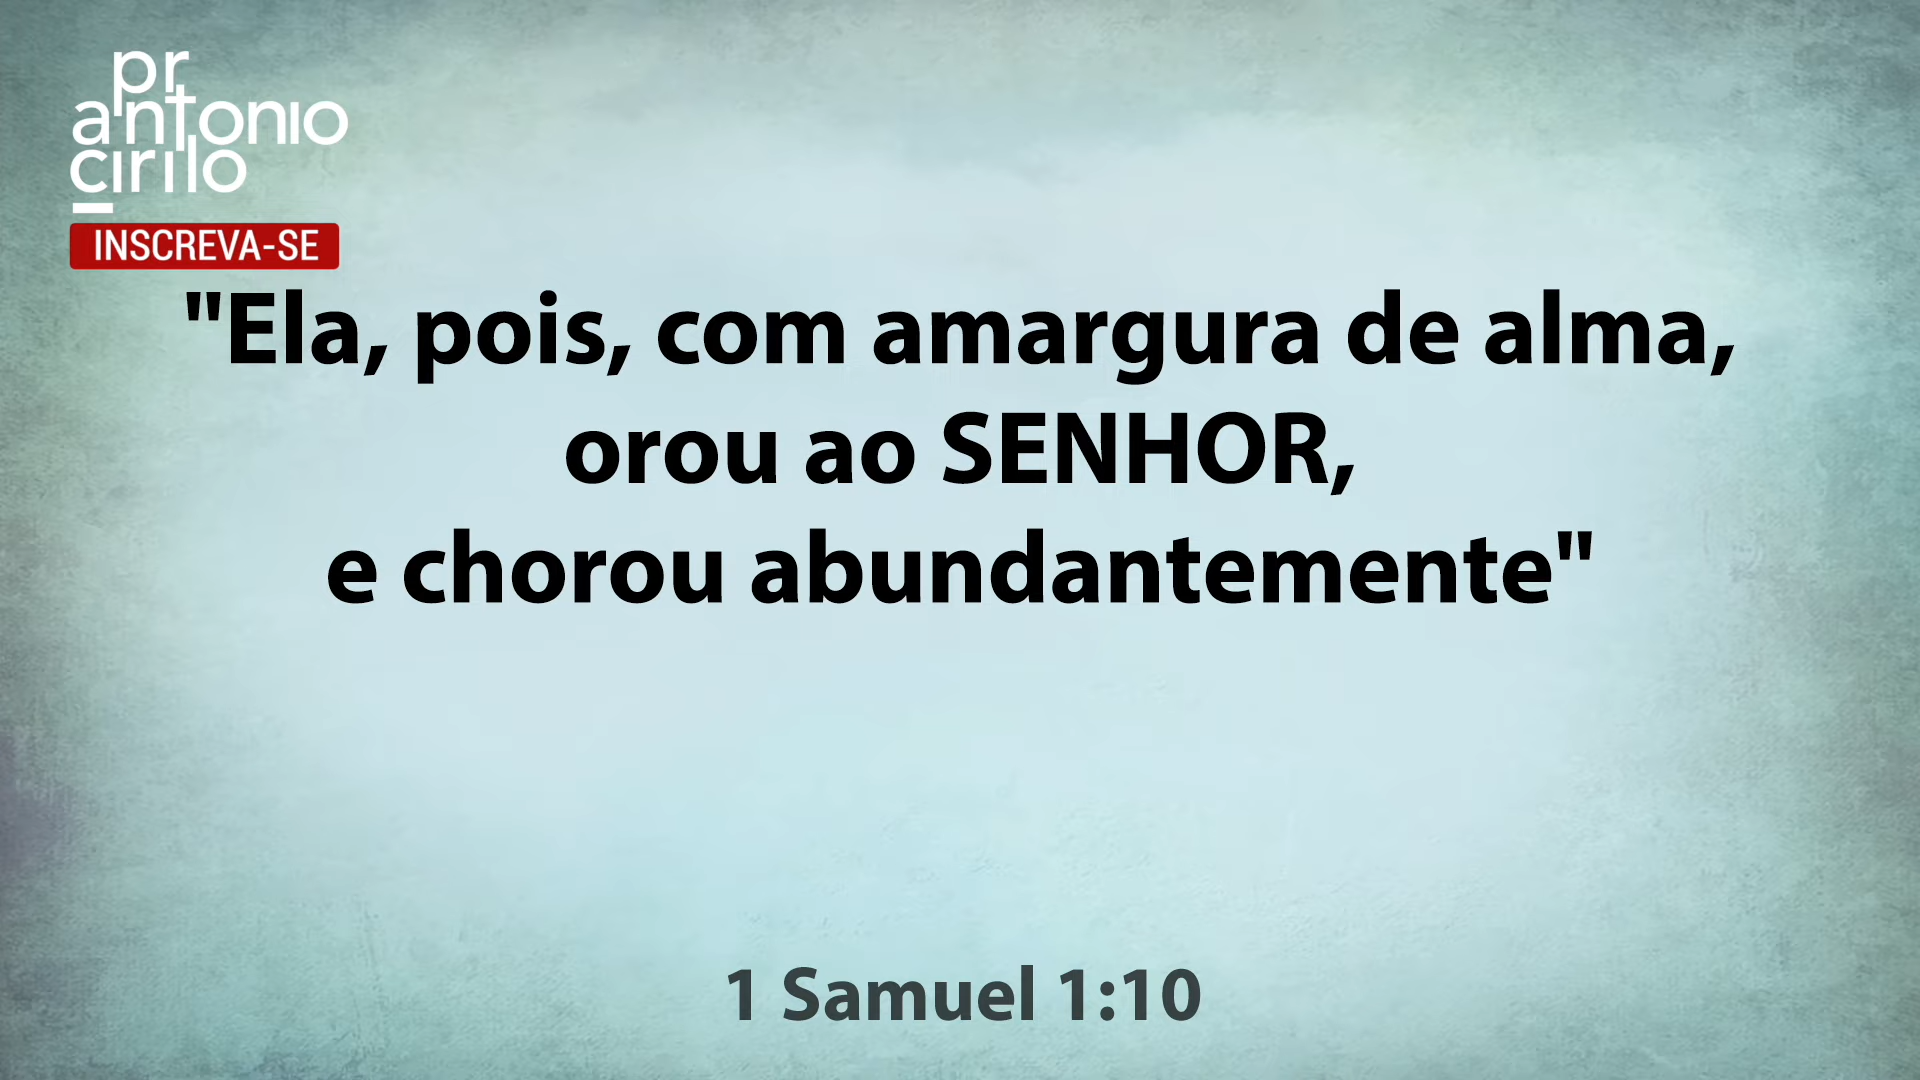 pr
antonio
cirilo
INSCREVA-SE
"Ela, pois, com amargura de alma,
orou ao SENHOR,
e chorou abundantemente"
1 Samuel 1:10